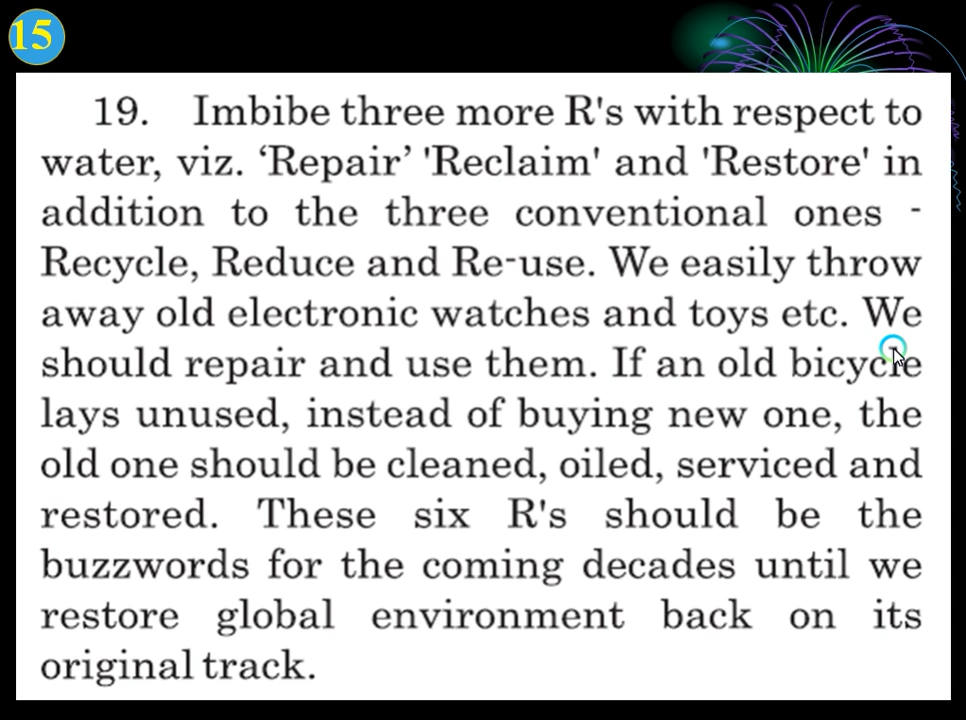 15
19. Imbibe three more R's with respect to
water, viz. ‘Repair’ 'Reclaim' and 'Restore' in
addition to the three conventional ones -
Recycle, Reduce and Re-use. We easily throw
away old electronic watches and toys etc. We
should repair and use them. If an old bicycle
lays unused, instead of buying new one, the
old one should be cleaned, oiled, serviced and
restored. These six R's should be the
buzzwords for the coming decades until we
restore global environment back on its
original track.